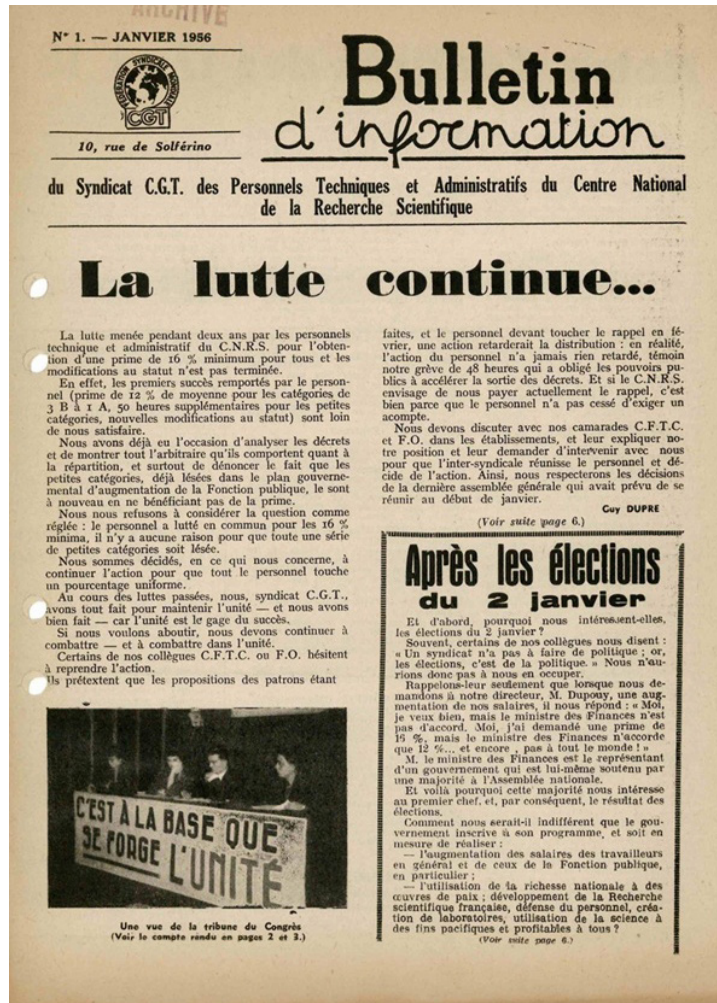 ARCHIVE
N° 1. — JANVIER 1956
FÉDÉRATION SYNDICALE MONDIALE
CGT
10, rue de Solférino
Bulletin
d'information
du Syndicat C.G.T. des Personnels Techniques et Administratifs du Centre National
de la Recherche Scientifique
La lutte continue...
La lutte menée pendant deux ans par les personnels
technique et administratif du C.N.R.S. pour l'obten-
tion d'une prime de 16 % minimum pour tous et les
modifications au statut n'est pas terminée.
En effet, les premiers succès remportés par le person-
nel (prime de 12 % de moyenne pour les catégories de
3 B à 1 A, 50 heures supplémentaires pour les petites
catégories, nouvelles modifications au statut) sont loin
de nous satisfaire.
Nous avons déjà eu l'occasion d'analyser les décrets
et de montrer tout l'arbitraire qu'ils comportent quant à
la répartition, et surtout de dénoncer le fait que les
petites catégories, déjà lésées dans le plan gouverne-
mental d'augmentation de la Fonction publique, le sont
à nouveau en ne bénéficiant pas de la prime.
Nous nous refusons à considérer la question comme
réglée : le personnel a lutté en commun pour les 16 %
minima, il n'y a aucune raison pour que toute une série
de petites catégories soit lésée.
Nous sommes décidés, en ce qui nous concerne, à
continuer l'action pour que tout le personnel touche
un pourcentage uniforme.
Au cours des luttes passées, nous, syndicat C.G.T.,
avons tout fait pour maintenir l'unité — et nous avons
bien fait — car l'unité est le gage du succès.
Si nous voulons aboutir, nous devons continuer à
combattre — et à combattre dans l'unité.
Certains de nos collègues C.F.T.C. ou F.O. hésitent
à reprendre l'action.
Ils prétextent que les propositions des patrons étant
faites, et le personnel devant toucher le rappel en fé-
vrier, une action retarderait la distribution : en réalité,
l'action du personnel n'a jamais rien retardé, témoin
notre grève de 48 heures qui a obligé les pouvoirs pu-
blics à accélérer la sortie des décrets. Et si le C.N.R.S.
envisage de nous payer actuellement le rappel, c'est
bien parce que le personnel n'a pas cessé d'exiger un
acompte.
Nous devons discuter avec nos camarades C.F.T.C.
et F.O. dans les établissements, et leur expliquer no-
tre position et leur demander d'intervenir avec nous
pour que l'inter-syndicale réunisse le personnel et dé-
cide de l'action. Ainsi, nous respecterons les décisions
de la dernière assemblée générale qui avait prévu de se
réunir au début de janvier.
Guy DUPRE
(Voir suite page 6.)
C'EST À LA BASE QUE
SE FORGE L'UNITÉ
Une vue de la tribune du Congrès
(Voir le compte rendu en pages 2 et 3.)
Après les élections
du 2 janvier
Et d'abord, pourquoi nous intéressent-elles,
les élections du 2 janvier ?
Souvent, certains de nos collègues nous disent :
« Un syndicat n'a pas à faire de politique ; or,
les élections, c'est de la politique. » Nous n'au-
rions donc pas à nous en occuper.
Rappelons-leur seulement que lorsque nous de-
mandons à notre directeur, M. Dupouy, une aug-
mentation de nos salaires, il nous répond : « Moi,
je veux bien, mais le ministre des Finances n'est
pas d'accord. Moi, j'ai demandé une prime de
16 %, mais le ministre des Finances n'accorde
que 12 %... et encore , pas à tout le monde ! »
M. le ministre des Finances est le représentant
d'un gouvernement qui est lui-même soutenu par
une majorité à l'Assemblée nationale.
Et voilà pourquoi cette majorité nous intéresse
au premier chef, et, par conséquent, le résultat des
élections.
Comment nous serait-il indifférent que le gou-
vernement inscrive à son programme, et soit en
mesure de réaliser :
— l'augmentation des salaires des travailleurs
en général et de ceux de la Fonction publique,
en particulier ;
— l'utilisation de la richesse nationale à des
œuvres de paix ; développement de la Recherche
scientifique française, défense du personnel, créa-
tion de laboratoires, utilisation de la science à
des fins pacifiques et profitables à tous ?
(Voir suite page 6.)